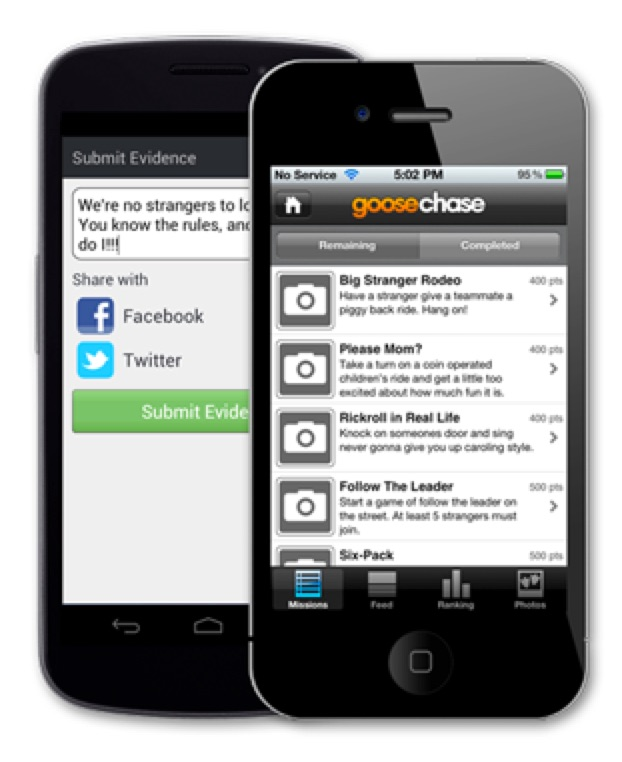 Submit Evidence
We're no strangers to lo
You know the rules, and
do I!!!
Share with
Facebook
Twitter
Submit Evide
No Service
5:02 PM
95 %
goosechase
Remaining
Completed
Big Stranger Rodeo
400 pts
Have a stranger give a teammate a
piggy back ride. Hang on!
Please Mom?
400 pts
Take a turn on a coin operated
children's ride and get a little too
excited about how much fun it is.
Rickroll in Real Life
400 pts
Knock on someones door and sing
never gonna give you up caroling style.
Follow The Leader
500 pts
Start a game of follow the leader on
the street. At least 5 strangers must
join.
Six-Pack
500 pts
Missions
Feed
Ranking
Photos